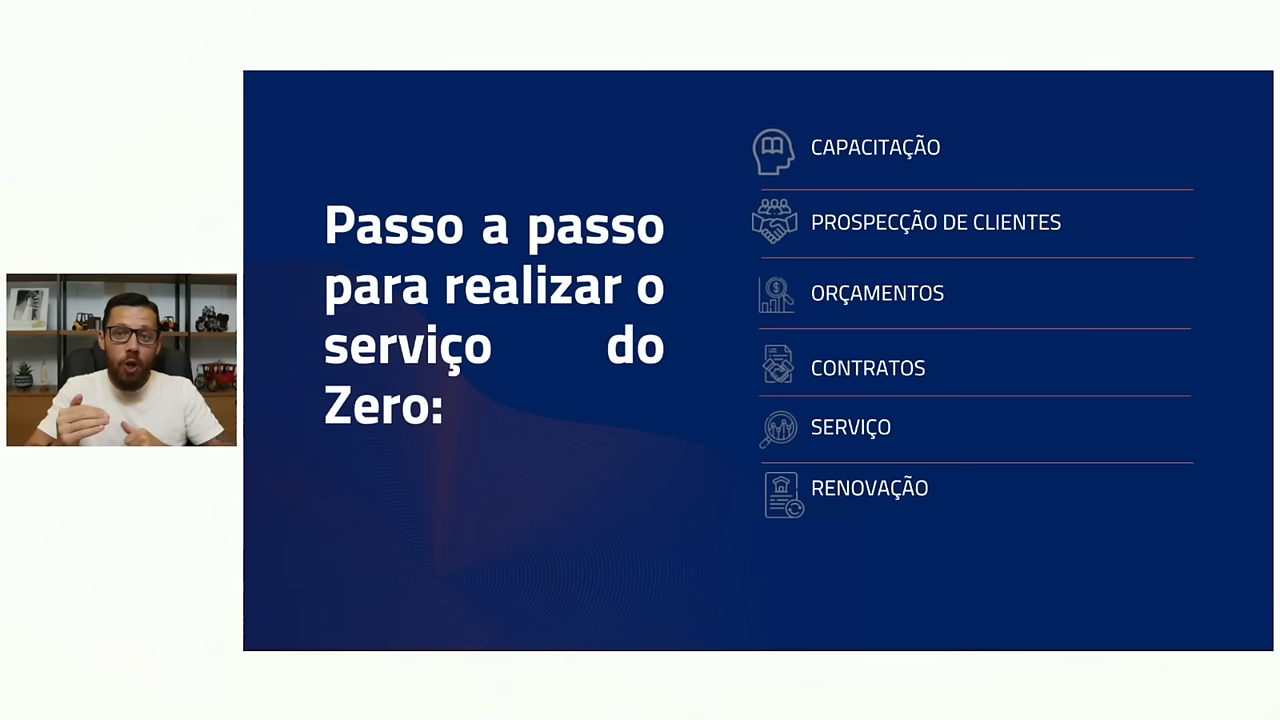 Passo a passo
para realizar o
serviço do
Zero:
CAPACITAÇÃO
PROSPECÇÃO DE CLIENTES
ORÇAMENTOS
CONTRATOS
SERVIÇO
RENOVAÇÃO